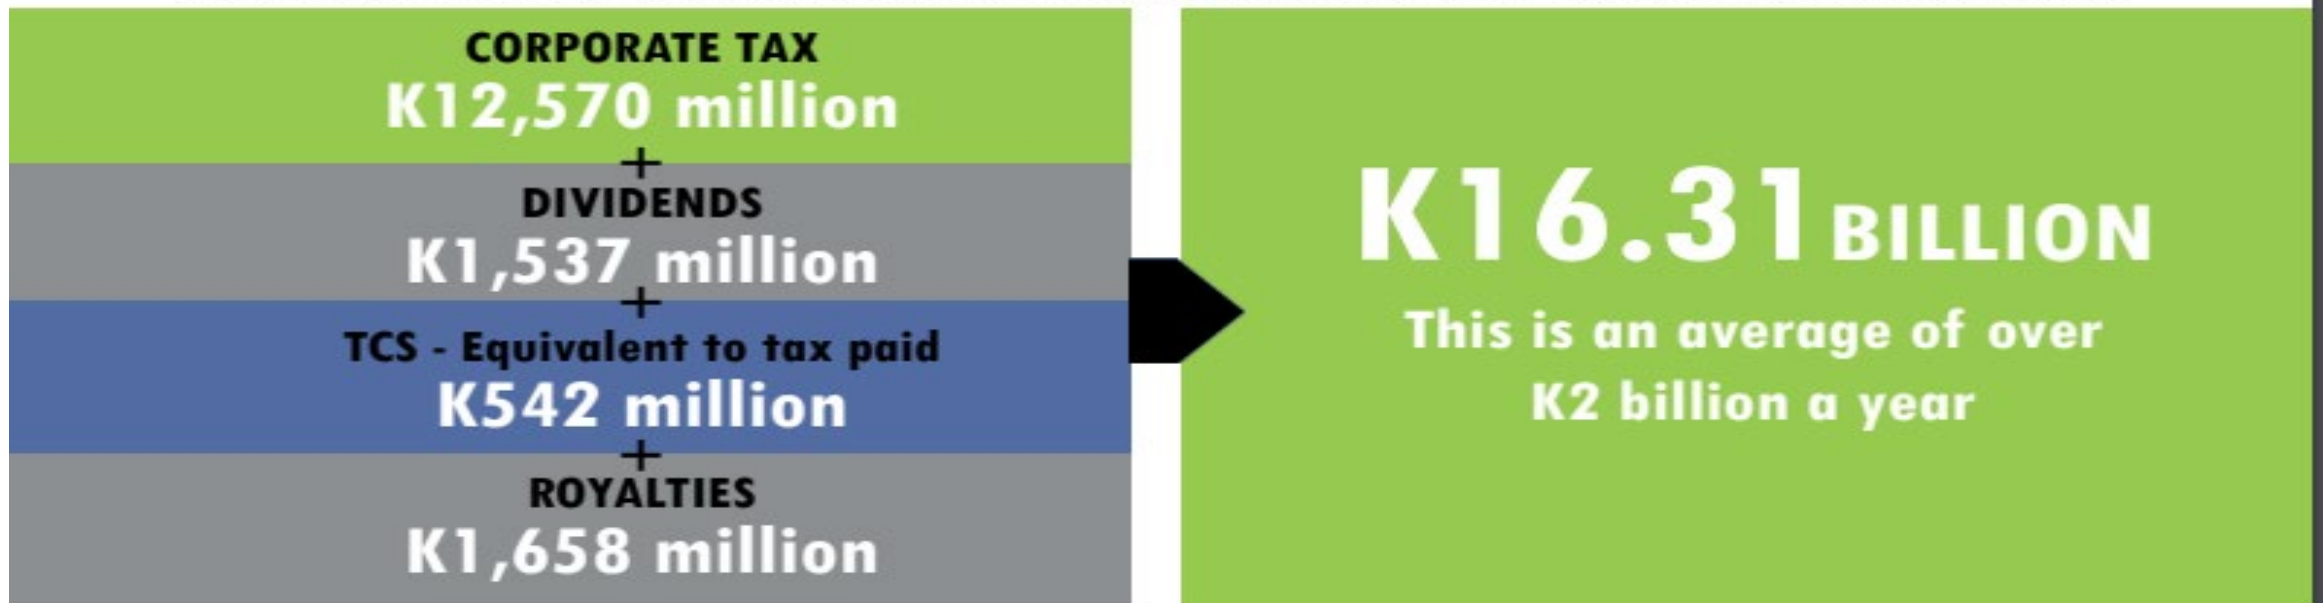 CORPORATE TAX
K12,570 million
+
DIVIDENDS
K1,537 million
+
TCS - Equivalent to tax paid
K542 million
+
ROYALTIES
K1,658 million
K16.31 BILLION
This is an average of over
K2 billion a year